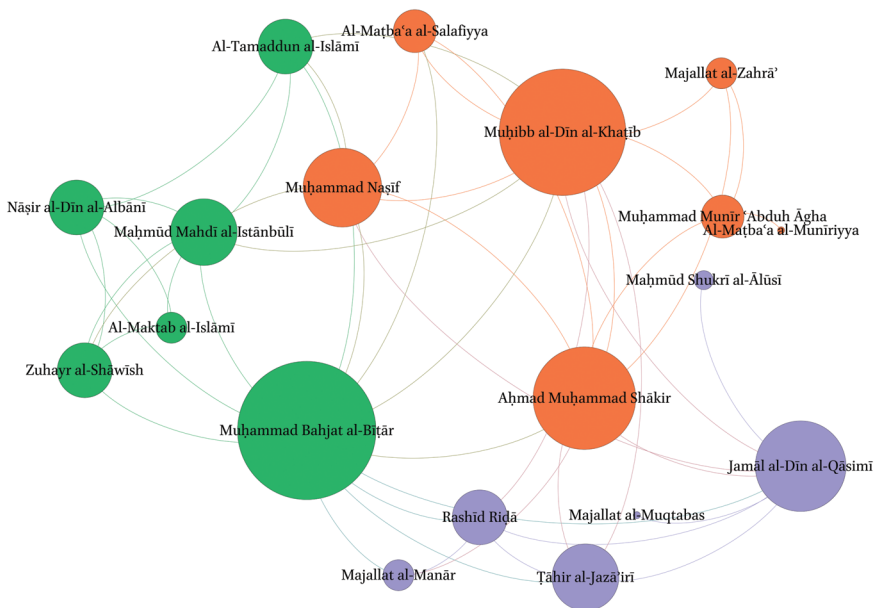 Al-Tamaddun al-Islāmī
Al-Maṭbaʿa al-Salafiyya
Majallat al-Zahrāʾ
Muḥibb al-Dīn al-Khaṭīb
Muḥammad Naṣīf
Nāṣir al-Dīn al-Albānī
Maḥmūd Mahdī al-Istānbūlī
Muḥammad Munīr ʿAbduh Āgha
Al-Maṭbaʿa al-Munīriyya
Maḥmūd Shukrī al-Ālūsī
Al-Maktab al-Islāmī
Zuhayr al-Shāwīsh
Aḥmad Muḥammad Shākir
Muḥammad Bahjat al-Bīṭār
Jamāl al-Dīn al-Qāsimī
Rashīd Riḍā
Majallat al-Muqtabas
Majallat al-Manār
Ṭāhir al-Jazāʾirī